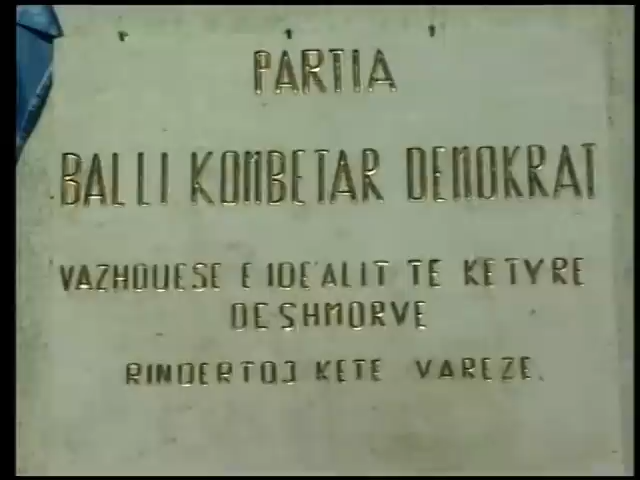 PARTIA
BALLI KOMBETAR DEMOKRAT
VAZHDUESE E IDEALIT TE KETYRE
DESHMORVE
RINDERTOJ KETE VAREZE.